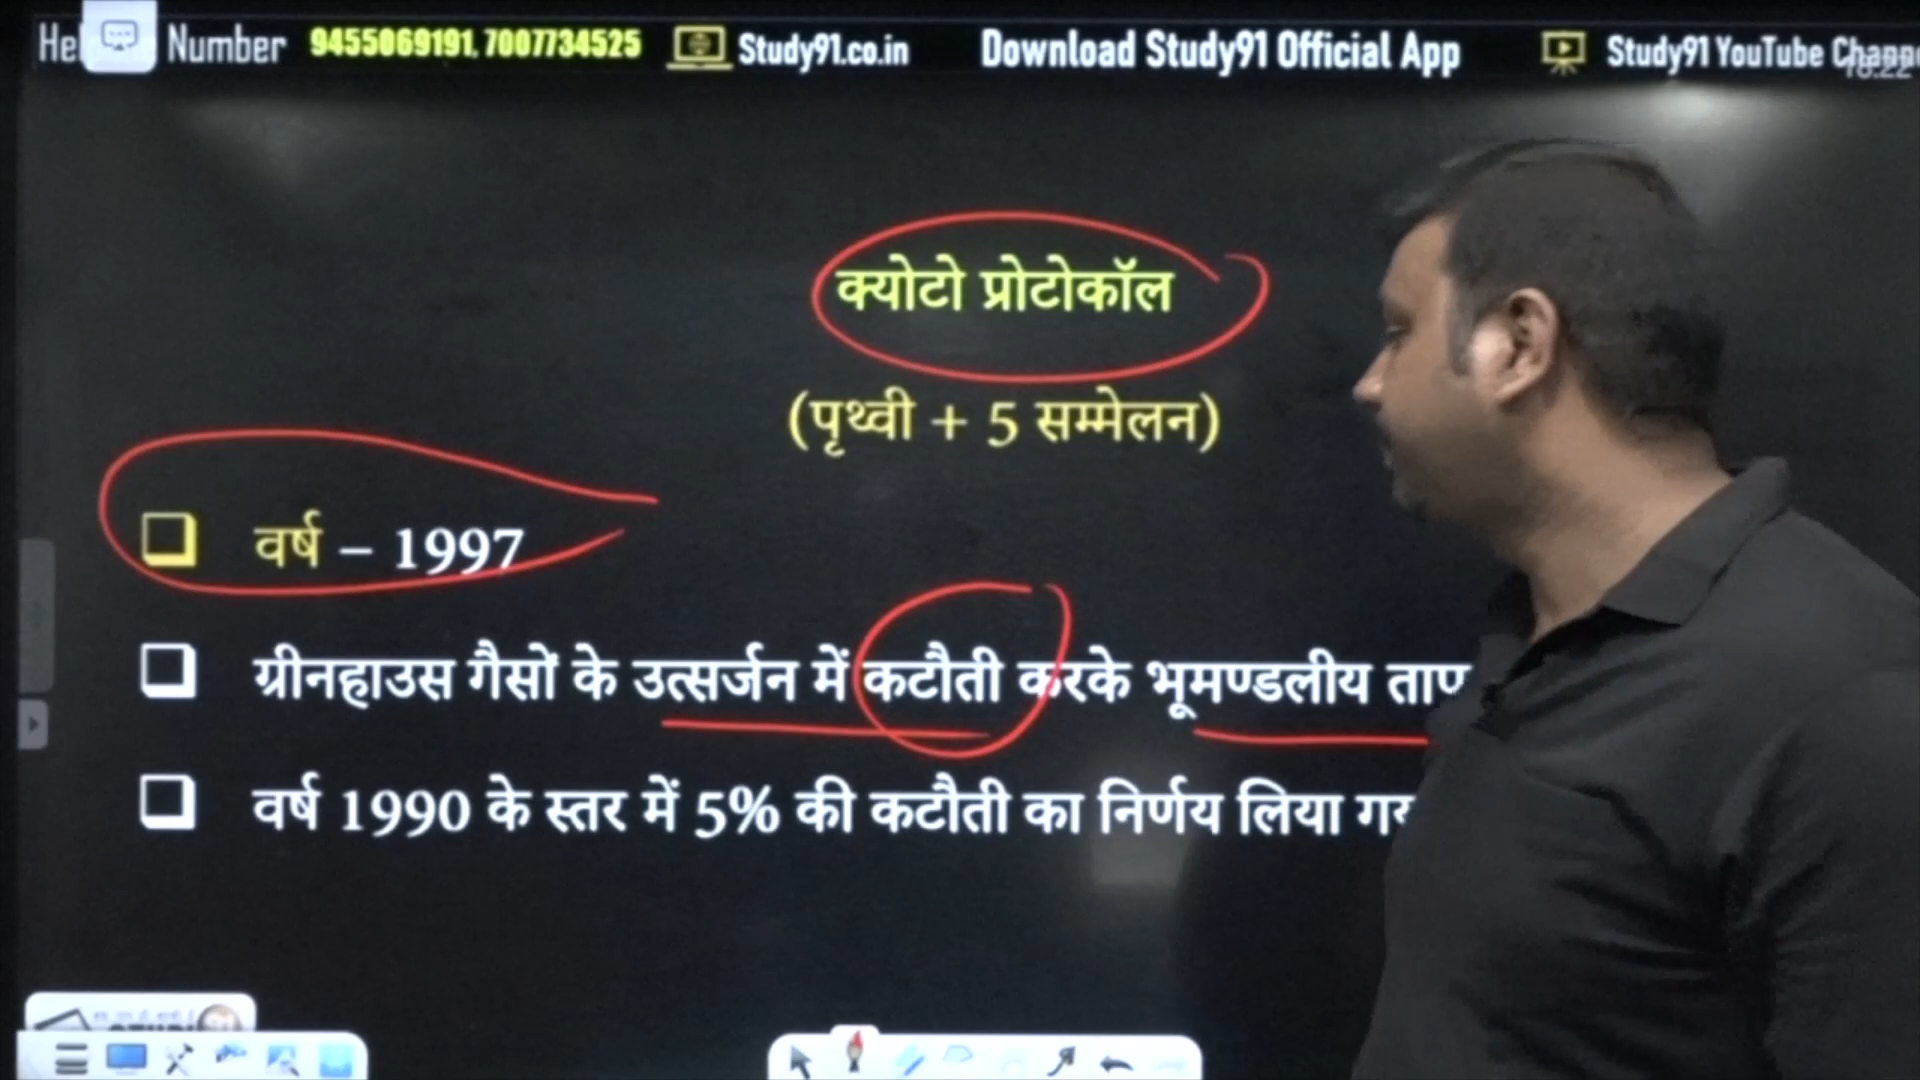 Number 9455069191, 7007734525 Study91.co.in Download Study91 Official App Study91 YouTube
क्योटो प्रोटोकॉल
(पृथ्वी + 5 सम्मेलन)
वर्ष – 1997
ग्रीनहाउस गैसों के उत्सर्जन में कटौती करके भूमण्डलीय
वर्ष 1990 के स्तर में 5% की कटौती का निर्णय लिया